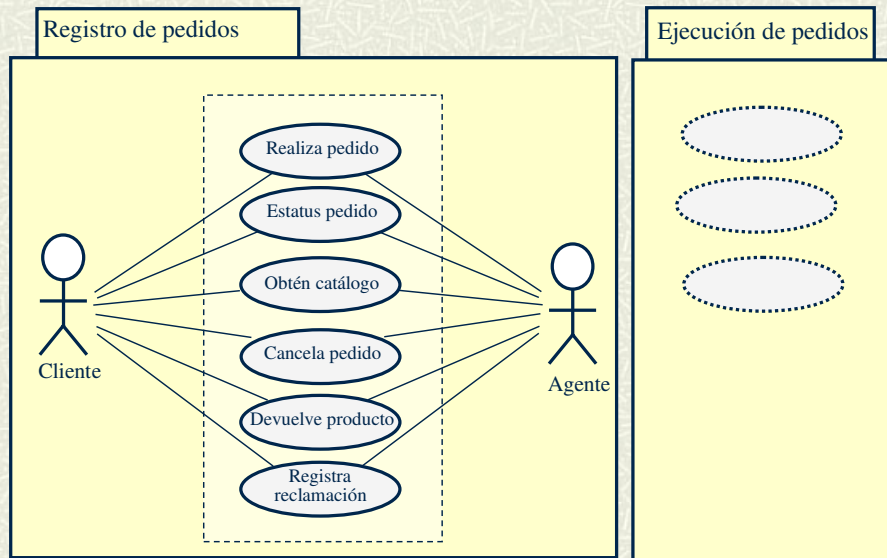 Registro de pedidos
Ejecución de pedidos
Realiza pedido
Estatus pedido
Obtén catálogo
Cancela pedido
Cliente
Agente
Devuelve producto
Registra
reclamación